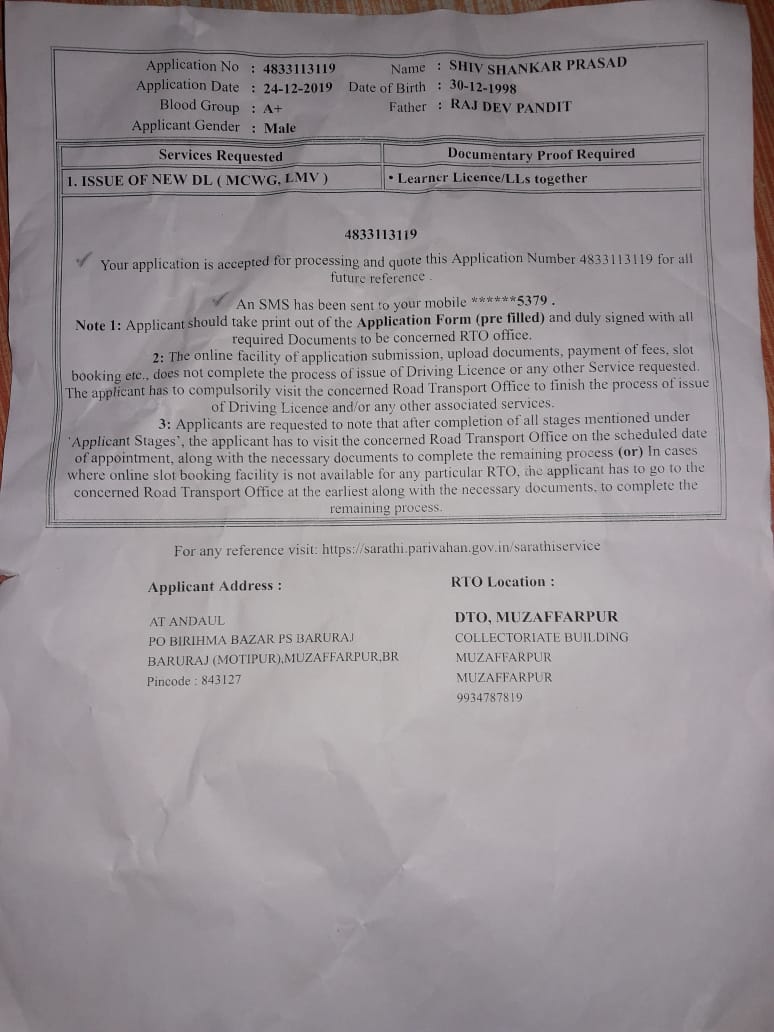 Application No : 4833113119 Name : SHIV SHANKAR PRASAD
Application Date : 24-12-2019 Date of Birth : 30-12-1998
Blood Group : A+ Father : RAJ DEV PANDIT
Applicant Gender : Male
Services Requested Documentary Proof Required
1. ISSUE OF NEW DL ( MCWG, LMV ) • Learner Licence/LLs together
4833113119
Your application is accepted for processing and quote this Application Number 4833113119 for all
future reference .
An SMS has been sent to your mobile ******5379 .
Note 1: Applicant should take print out of the Application Form (pre filled) and duly signed with all
required Documents to be concerned RTO office.
2: The online facility of application submission, upload documents, payment of fees, slot
booking etc., does not complete the process of issue of Driving Licence or any other Service requested.
The applicant has to compulsorily visit the concerned Road Transport Office to finish the process of issue
of Driving Licence and/or any other associated services.
3: Applicants are requested to note that after completion of all stages mentioned under
'Applicant Stages', the applicant has to visit the concerned Road Transport Office on the scheduled date
of appointment, along with the necessary documents to complete the remaining process (or) In cases
where online slot booking facility is not available for any particular RTO, the applicant has to go to the
concerned Road Transport Office at the earliest along with the necessary documents, to complete the
remaining process.
For any reference visit: https://sarathi.parivahan.gov.in/sarathiservice
Applicant Address : RTO Location :
AT ANDAUL DTO, MUZAFFARPUR
PO BIRIHMA BAZAR PS BARURAJ COLLECTORIATE BUILDING
BARURAJ (MOTIPUR),MUZAFFARPUR,BR MUZAFFARPUR
Pincode : 843127 MUZAFFARPUR
9934787819